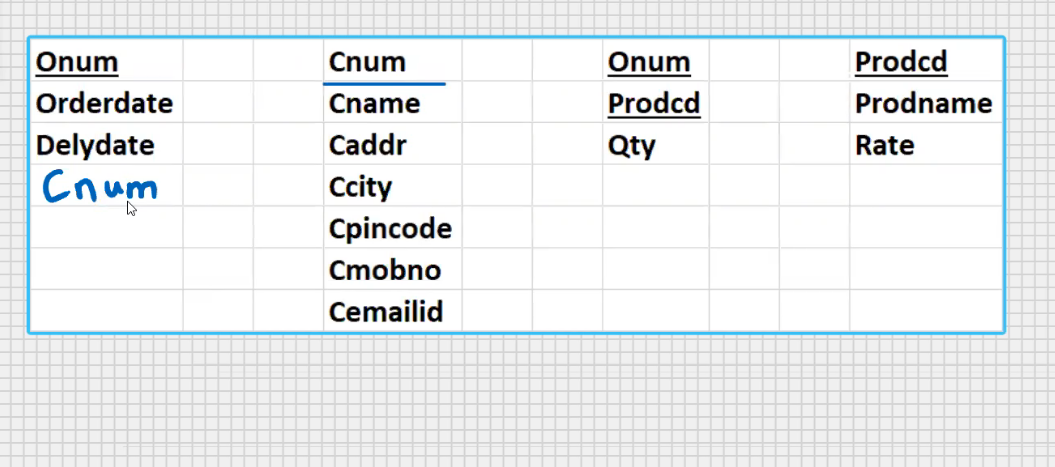 Onum Cnum Onum Prodcd
Orderdate Cname Prodcd Prodname
Delydate Caddr Qty Rate
Cnum Ccity
Cpincode
Cmobno
Cemailid